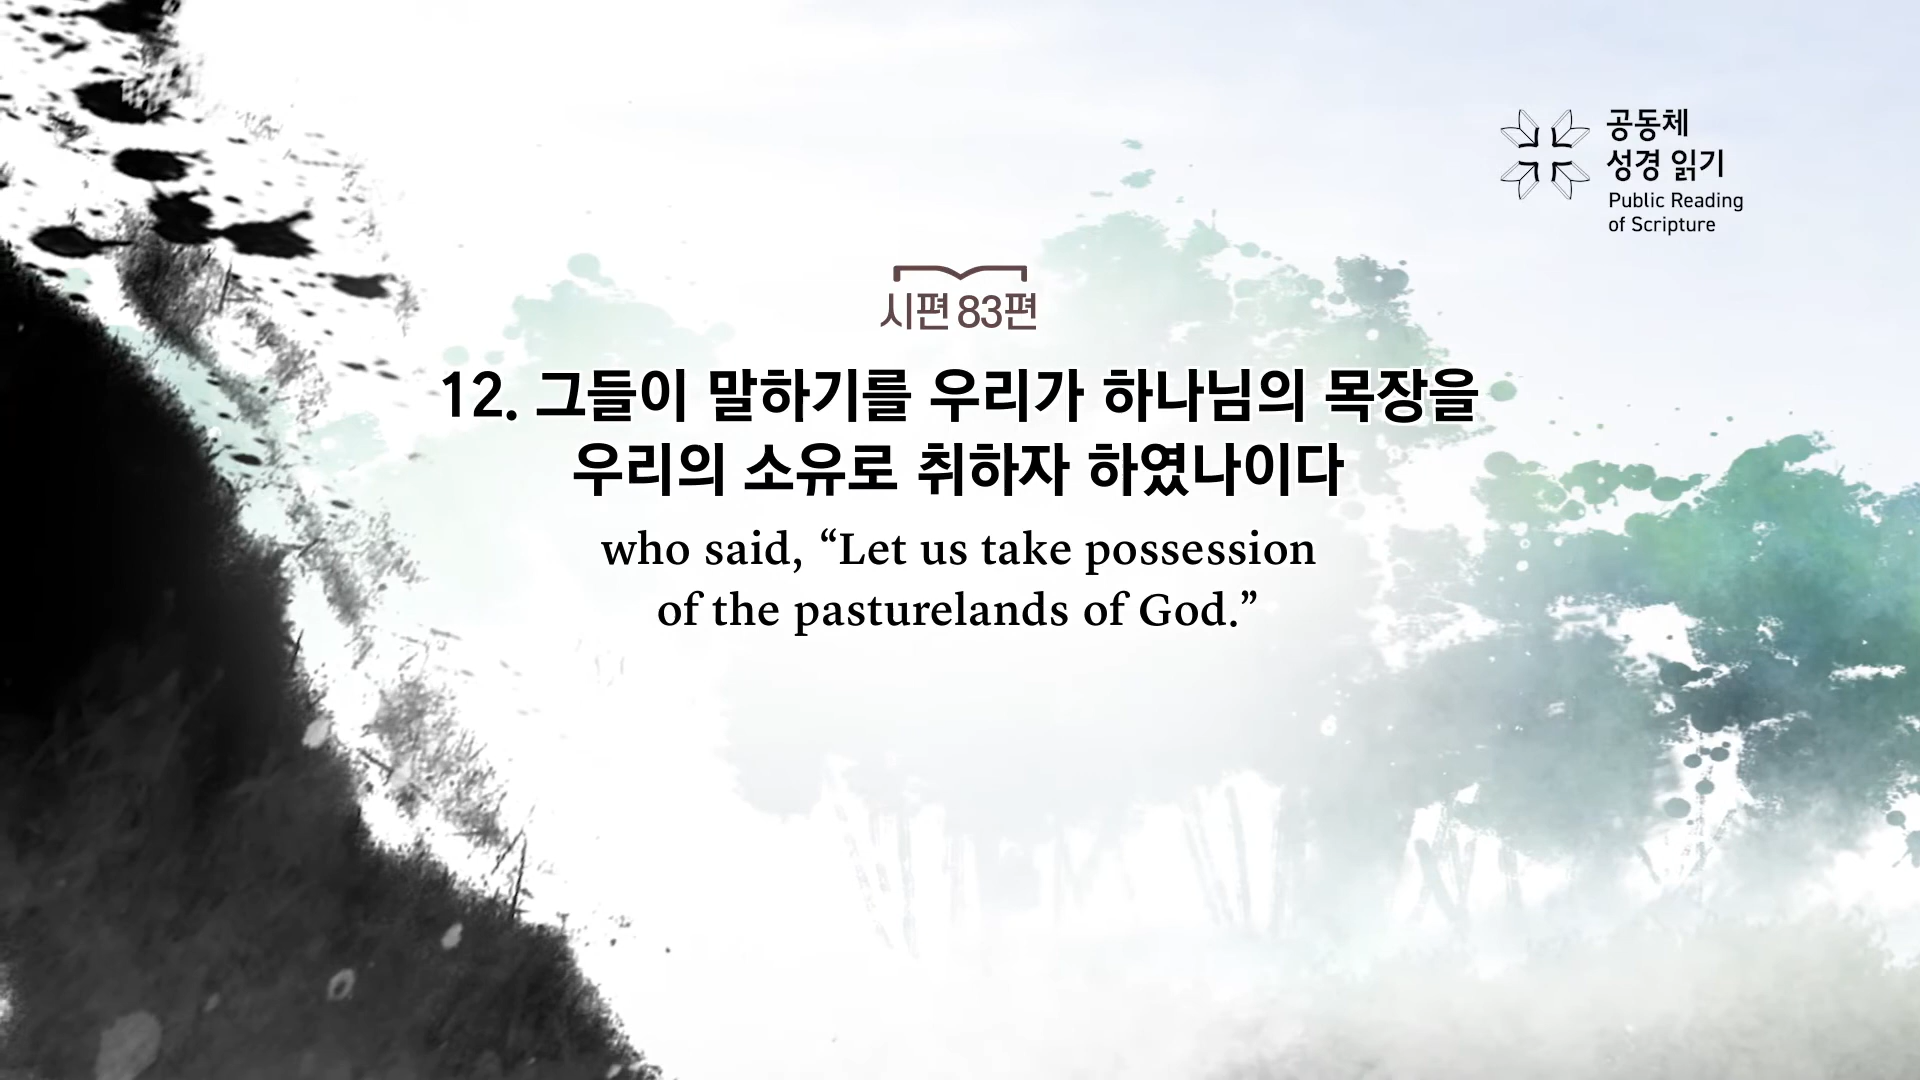 공동체
성경 읽기
Public Reading
of Scripture
시편 83편
12. 그들이 말하기를 우리가 하나님의 목장을
우리의 소유로 취하자 하였나이다
who said, “Let us take possession
of the pasturelands of God.”